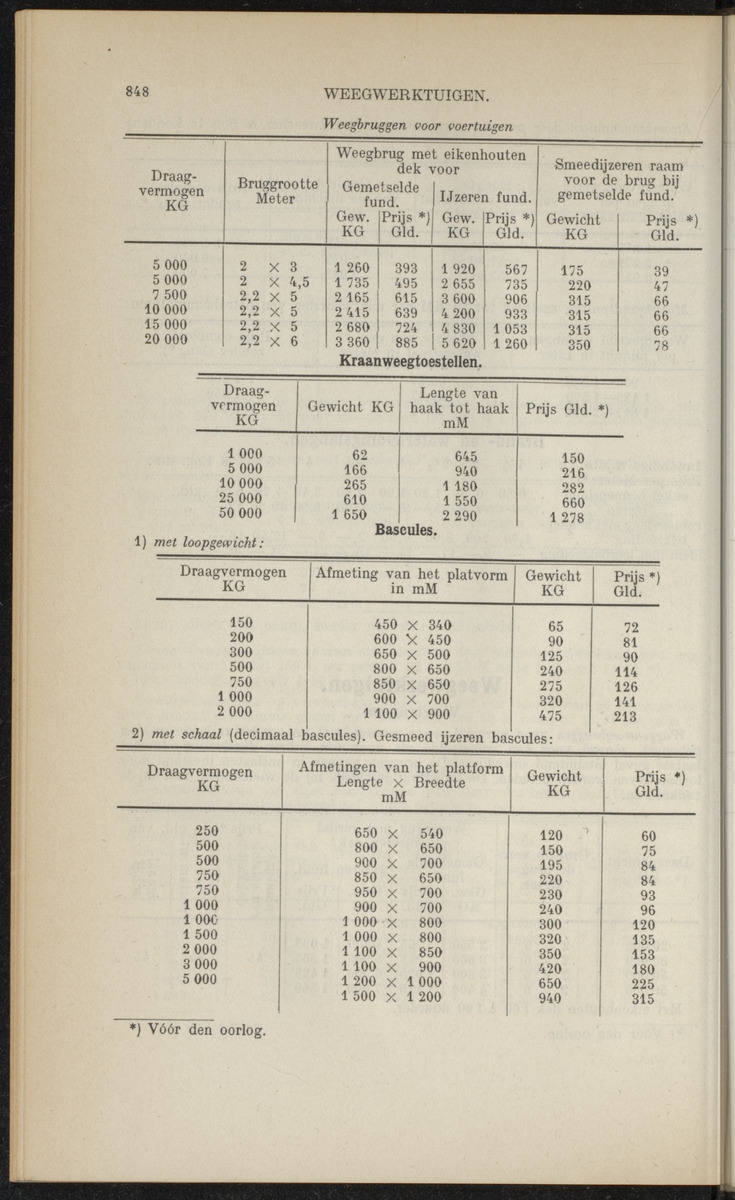 848 WEEGWERKTUIGEN.
Weegbruggen voor voertuigen
Draag-
vermogen
KG
Bruggrootte
Meter
Weegbrug met eikenhouten
dek voor
Gemetselde
fund.
IJzeren fund.
Smeedijzeren raam
voor de brug bij
gemetselde fund.
Gew.
KG
Prijs *)
Gld.
Gew.
KG
Prijs *)
Gld.
Gewicht
KG
Prijs *)
Gld.
5 000 2 × 3 1 260 393 1 920 567 175 39
5 000 2 × 4,5 1 735 495 2 655 735 220 47
7 500 2,2 × 5 2 165 615 3 600 906 315 66
10 000 2,2 × 5 2 415 639 4 200 933 315 66
15 000 2,2 × 5 2 680 724 4 830 1 053 315 66
20 000 2,2 × 6 3 360 885 5 620 1 260 350 78
Kraanweegtoestellen.
Draag-
vermogen
KG
Gewicht KG
Lengte van
haak tot haak
mM
Prijs Gld. *)
1 000 62 645 150
5 000 166 940 216
10 000 265 1 180 282
25 000 610 1 550 660
50 000 1 650 2 290 1 278
Bascules.
1) met loopgewicht:
Draagvermogen
KG
Afmeting van het platvorm
in mM
Gewicht
KG
Prijs *)
Gld.
150 450 × 340 65 72
200 600 × 450 90 81
300 650 × 500 125 90
500 800 × 650 240 114
750 850 × 650 275 126
1 000 900 × 700 320 141
2 000 1 100 × 900 475 213
2) met schaal (decimaal bascules). Gesmeed ijzeren bascules:
Draagvermogen
KG
Afmetingen van het platform
Lengte × Breedte
mM
Gewicht
KG
Prijs *)
Gld.
250 650 × 540 120 60
500 800 × 650 150 75
500 900 × 700 195 84
750 850 × 650 220 84
750 950 × 700 230 93
1 000 900 × 700 240 96
1 000 1 000 × 800 300 120
1 500 1 000 × 800 320 135
2 000 1 100 × 850 350 153
3 000 1 100 × 900 420 180
5 000 1 200 × 1 000 650 225
1 500 × 1 200 940 315
*) Vóór den oorlog.